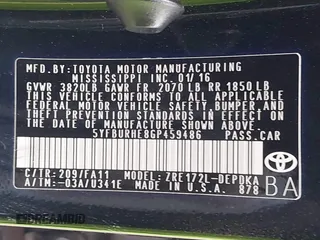 MFD. BY: TOYOTA MOTOR MANUFACTURING
MISSISSIPPI INC. 01/16
GVWR 3820LB GAWR FR 2070 LB RR 1850 LB
THIS VEHICLE CONFORMS TO ALL APPLICABLE
FEDERAL MOTOR VEHICLE SAFETY, BUMPER AND
THEFT PREVENTION STANDARDS IN EFFECT ON
THE DATE OF MANUFACTURE SHOWN ABOVE.
5YFBURHE8GP459486 PASS.CAR
C/TR: 209/FA11 ZRE172L-DEPDKA
A/TM: -03A/U341E MADE IN U.S.A. 878
TOYOTA
BA
SCREAMBID